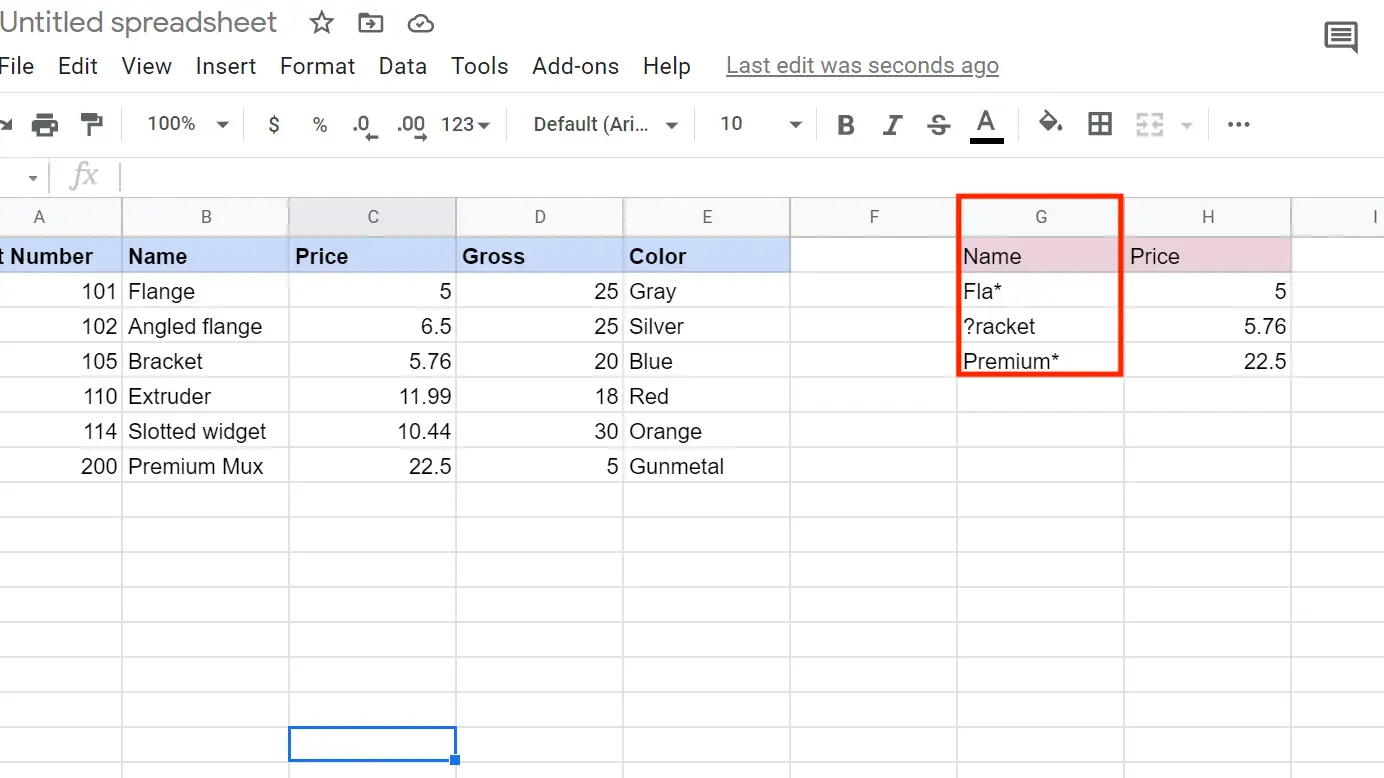 Untitled spreadsheet
File Edit View Insert Format Data Tools Add-ons Help Last edit was seconds ago
100% $ % .0 .00 123 Default (Ari... 10 B I S A
fx
A B C D E F G H I
t Number Name Price Gross Color Name Price
101 Flange 5 25 Gray Fla* 5
102 Angled flange 6.5 25 Silver ?racket 5.76
105 Bracket 5.76 20 Blue Premium* 22.5
110 Extruder 11.99 18 Red
114 Slotted widget 10.44 30 Orange
200 Premium Mux 22.5 5 Gunmetal